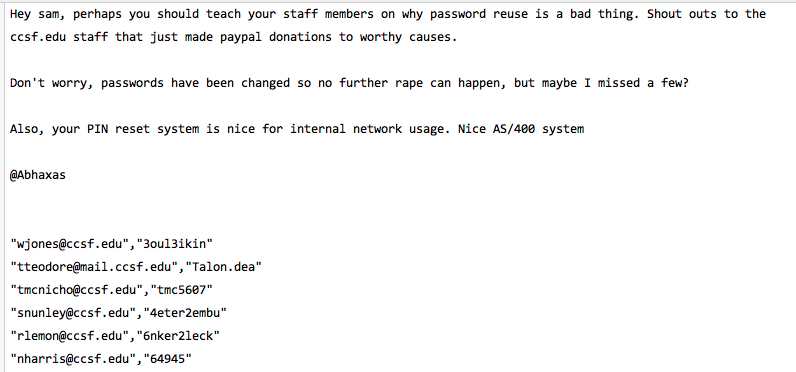 Hey sam, perhaps you should teach your staff members on why password reuse is a bad thing. Shout outs to the
ccsf.edu staff that just made paypal donations to worthy causes.
Don't worry, passwords have been changed so no further rape can happen, but maybe I missed a few?
Also, your PIN reset system is nice for internal network usage. Nice AS/400 system
@Abhaxas
"wjones@ccsf.edu","3oul3ikin"
"tteodore@mail.ccsf.edu","Talon.dea"
"tmcnicho@ccsf.edu","tmc5607"
"snunley@ccsf.edu","4eter2embu"
"rlemon@ccsf.edu","6nker2leck"
"nharris@ccsf.edu","64945"